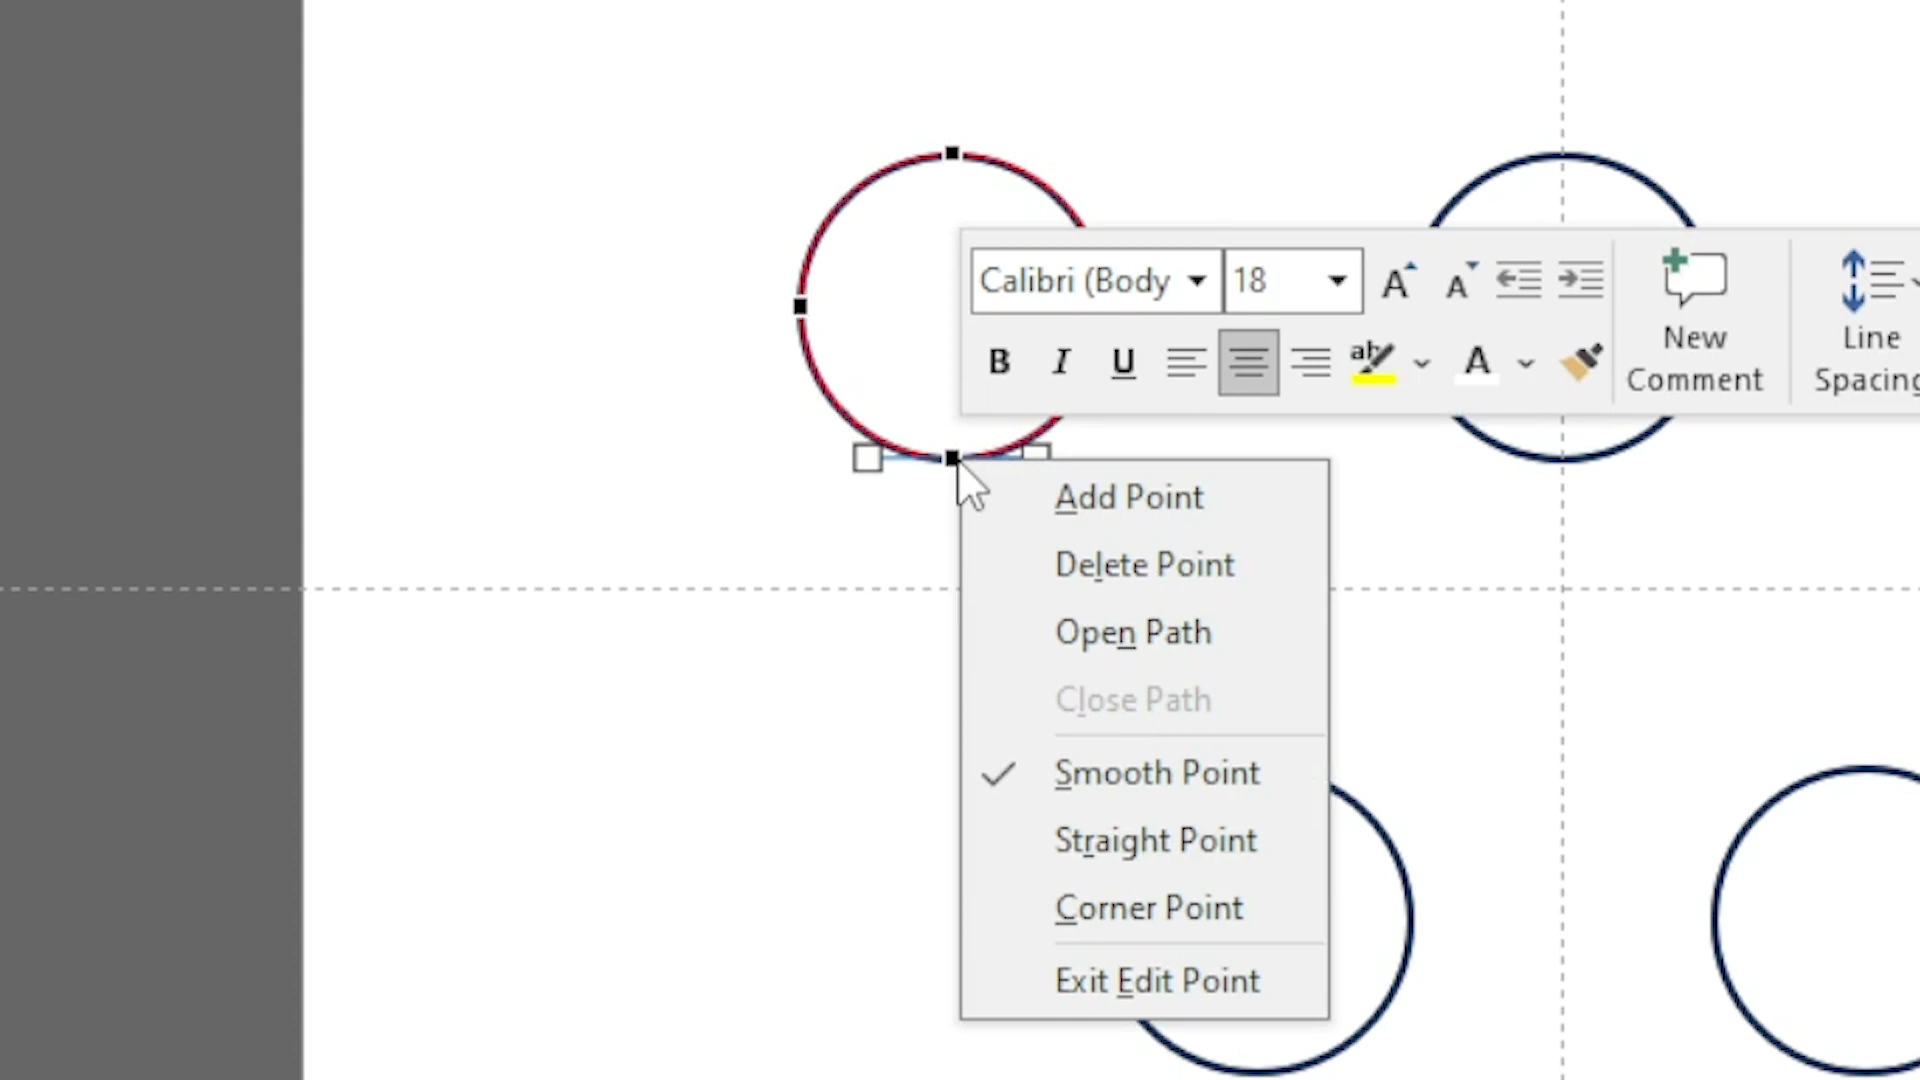 Calibri (Body
18
New
Comment
Line
Spacing
B I U
A
Add Point
Delete Point
Open Path
Close Path
Smooth Point
Straight Point
Corner Point
Exit Edit Point